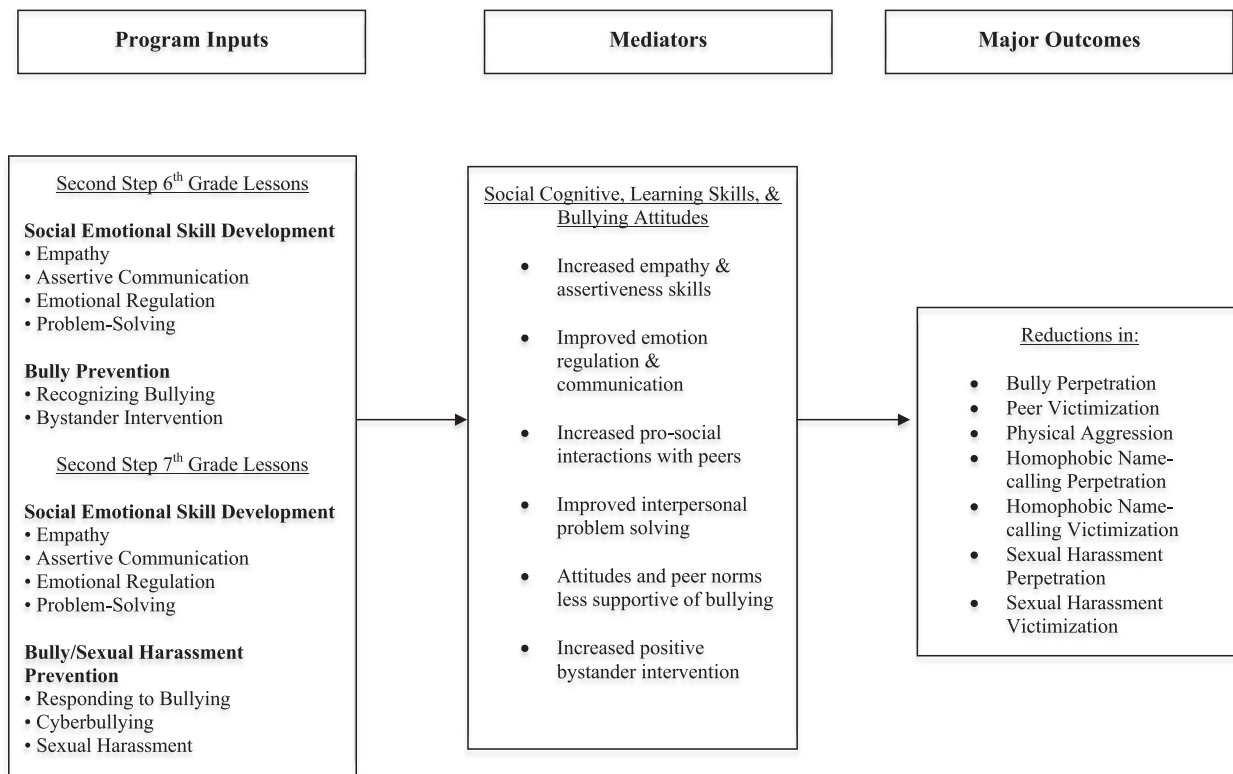 Program Inputs
Mediators
Major Outcomes
Second Step 6th Grade Lessons
Social Emotional Skill Development
• Empathy
• Assertive Communication
• Emotional Regulation
• Problem-Solving
Bully Prevention
• Recognizing Bullying
• Bystander Intervention
Second Step 7th Grade Lessons
Social Emotional Skill Development
• Empathy
• Assertive Communication
• Emotional Regulation
• Problem-Solving
Bully/Sexual Harassment
Prevention
• Responding to Bullying
• Cyberbullying
• Sexual Harassment
Social Cognitive, Learning Skills, &
Bullying Attitudes
• Increased empathy &
assertiveness skills
• Improved emotion
regulation &
communication
• Increased pro-social
interactions with peers
• Improved interpersonal
problem solving
• Attitudes and peer norms
less supportive of bullying
• Increased positive
bystander intervention
Reductions in:
• Bully Perpetration
• Peer Victimization
• Physical Aggression
• Homophobic Name-
calling Perpetration
• Homophobic Name-
calling Victimization
• Sexual Harassment
Perpetration
• Sexual Harassment
Victimization